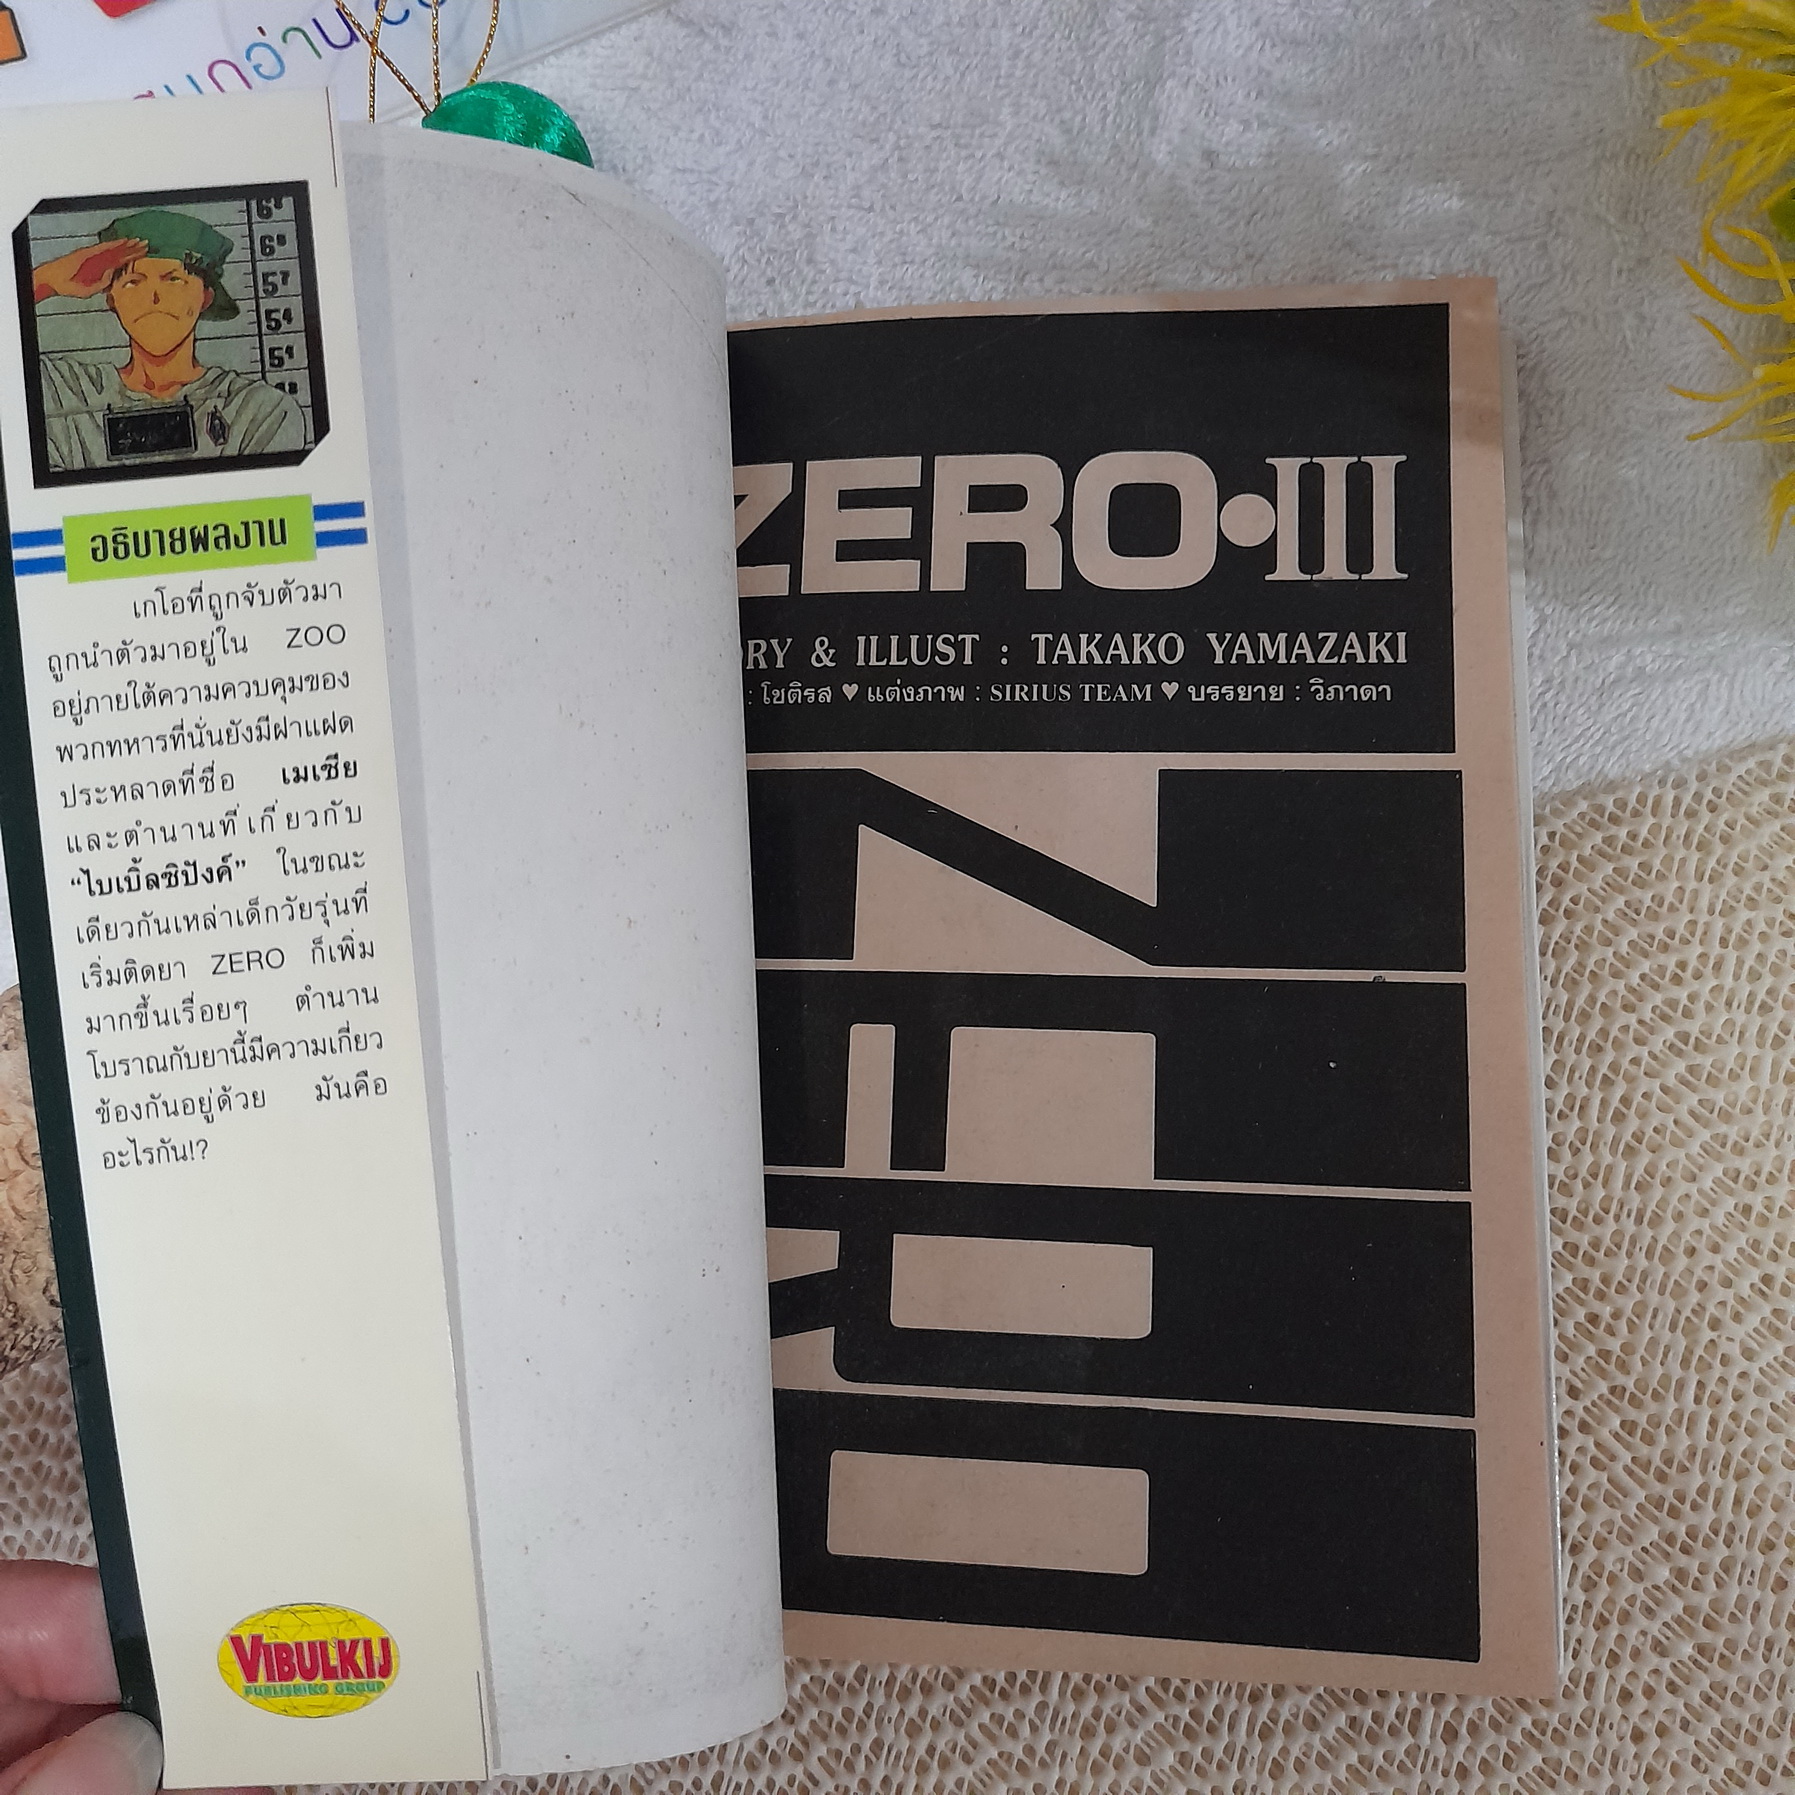 6⁹
5⁷
5⁴
5¹
อธิบายผลงาน
เกโอที่ถูกจับตัวมา
ถูกนำตัวมาอยู่ใน ZOO
อยู่ภายใต้ความควบคุมของ
พวกทหารที่นั่นยังมีฝาแฝด
ประหลาดที่ชื่อ เมเซีย
และตำนานที่เกี่ยวกับ
“ไบเบิ้ลซิปังค์” ในขณะ
เดียวกันเหล่าเด็กวัยรุ่นที่
เริ่มติดยา ZERO ก็เพิ่ม
มากขึ้นเรื่อยๆ ตำนาน
โบราณกับยานี้มีความเกี่ยว
ข้องกันอยู่ด้วย มันคือ
อะไรกัน!?
VIBULKIJ
PUBLISHING GROUP
ZERO•III
RY & ILLUST : TAKAKO YAMAZAKI
: โชติรส ♥ แต่งภาพ : SIRIUS TEAM ♥ บรรยาย : วิภาดา
ZERO